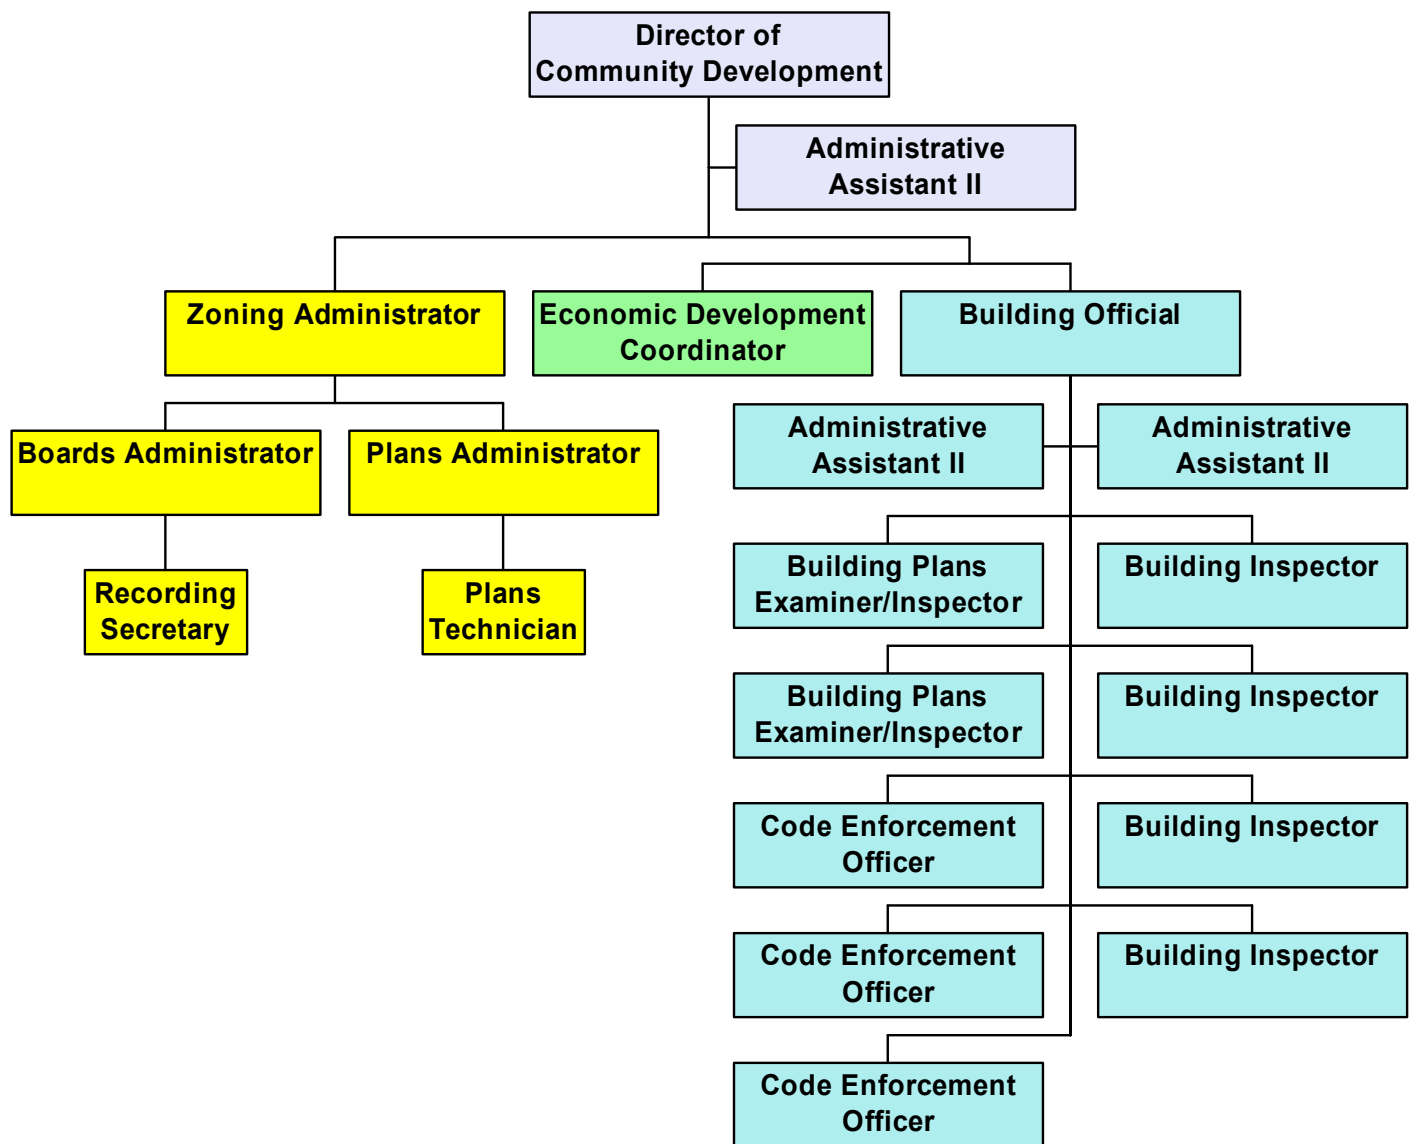 Director of
Community Development
Administrative
Assistant II
Zoning Administrator
Economic Development
Coordinator
Building Official
Boards Administrator
Plans Administrator
Administrative
Assistant II
Administrative
Assistant II
Recording
Secretary
Plans
Technician
Building Plans
Examiner/Inspector
Building Inspector
Building Plans
Examiner/Inspector
Building Inspector
Code Enforcement
Officer
Building Inspector
Code Enforcement
Officer
Building Inspector
Code Enforcement
Officer